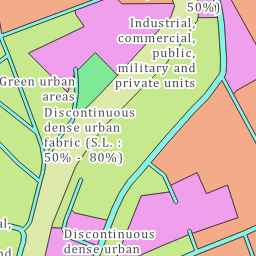 50%)
Industrial,
commercial,
public,
military and
private units
Green urban
areas
Discontinuous
dense urban
fabric (S.L. :
50% - 80%)
Discontinuous
dense urban